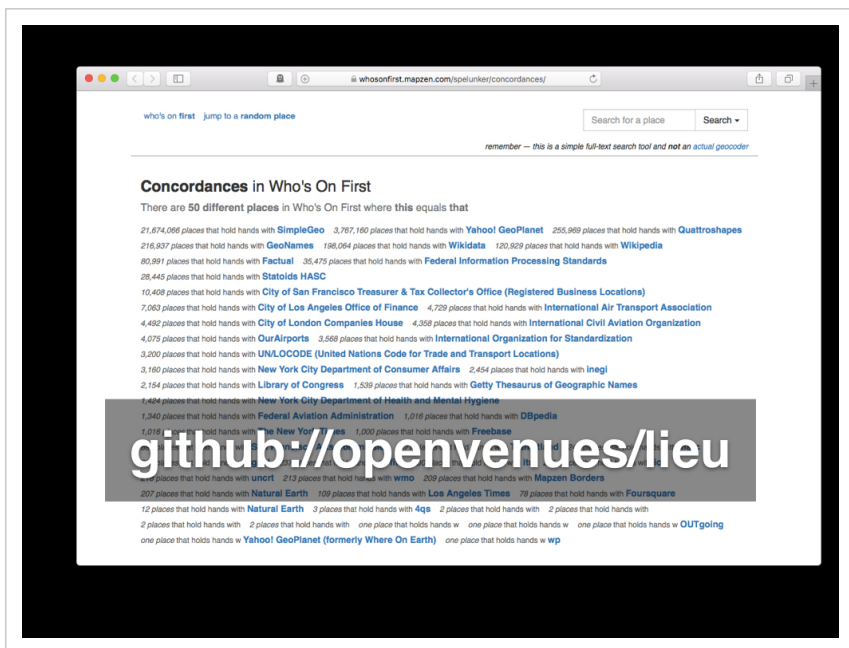 whosonfirst.mapzen.com/spelunker/concordances/
who's on first jump to a random place
Search for a place Search
remember — this is a simple full-text search tool and not an actual geocoder
Concordances in Who's On First
There are 50 different places in Who's On First where this equals that
21,674,066 places that hold hands with SimpleGeo 3,767,160 places that hold hands with Yahoo! GeoPlanet 255,969 places that hold hands with Quattroshapes
216,937 places that hold hands with GeoNames 198,064 places that hold hands with Wikidata 120,929 places that hold hands with Wikipedia
80,991 places that hold hands with Factual 35,475 places that hold hands with Federal Information Processing Standards
28,445 places that hold hands with Statoids HASC
10,408 places that hold hands with City of San Francisco Treasurer & Tax Collector's Office (Registered Business Locations)
7,063 places that hold hands with City of Los Angeles Office of Finance 4,729 places that hold hands with International Air Transport Association
4,492 places that hold hands with City of London Companies House 4,358 places that hold hands with International Civil Aviation Organization
4,075 places that hold hands with OurAirports 3,568 places that hold hands with International Organization for Standardization
3,200 places that hold hands with UN/LOCODE (United Nations Code for Trade and Transport Locations)
3,160 places that hold hands with New York City Department of Consumer Affairs 2,454 places that hold hands with inegi
2,154 places that hold hands with Library of Congress 1,539 places that hold hands with Getty Thesaurus of Geographic Names
1,424 places that hold hands with New York City Department of Health and Mental Hygiene
1,340 places that hold hands with Federal Aviation Administration 1,016 places that hold hands with DBpedia
1,016 places that hold hands with The New York Times 1,000 places that hold hands with Freebase
github://openvenues/lieu
places that hold hands with uncrt 213 places that hold hands with wmo 209 places that hold hands with Mapzen Borders
207 places that hold hands with Natural Earth 109 places that hold hands with Los Angeles Times 78 places that hold hands with Foursquare
12 places that hold hands with Natural Earth 3 places that hold hands with 4qs 2 places that hold hands with 2 places that hold hands with
2 places that hold hands with 2 places that hold hands with one place that holds hands w one place that holds hands w one place that holds hands w OUTgoing
one place that holds hands w Yahoo! GeoPlanet (formerly Where On Earth) one place that holds hands w wp